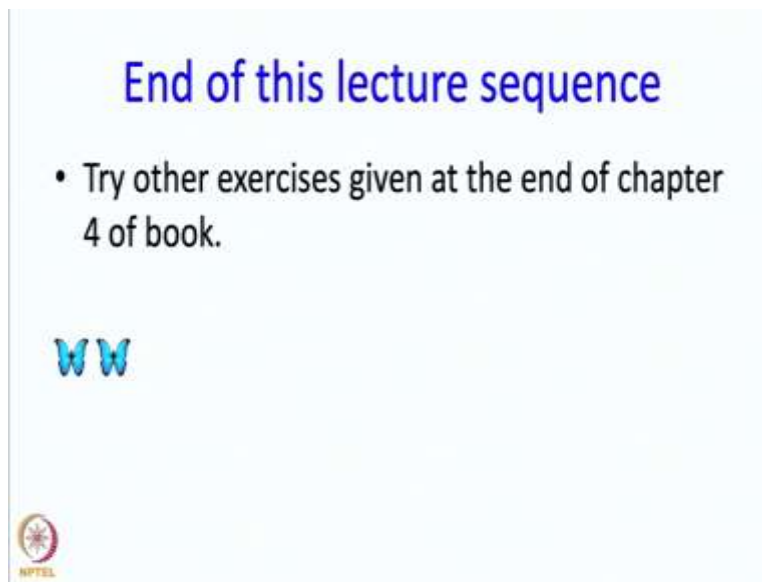 End of this lecture sequence
• Try other exercises given at the end of chapter
4 of book.
NPTEL